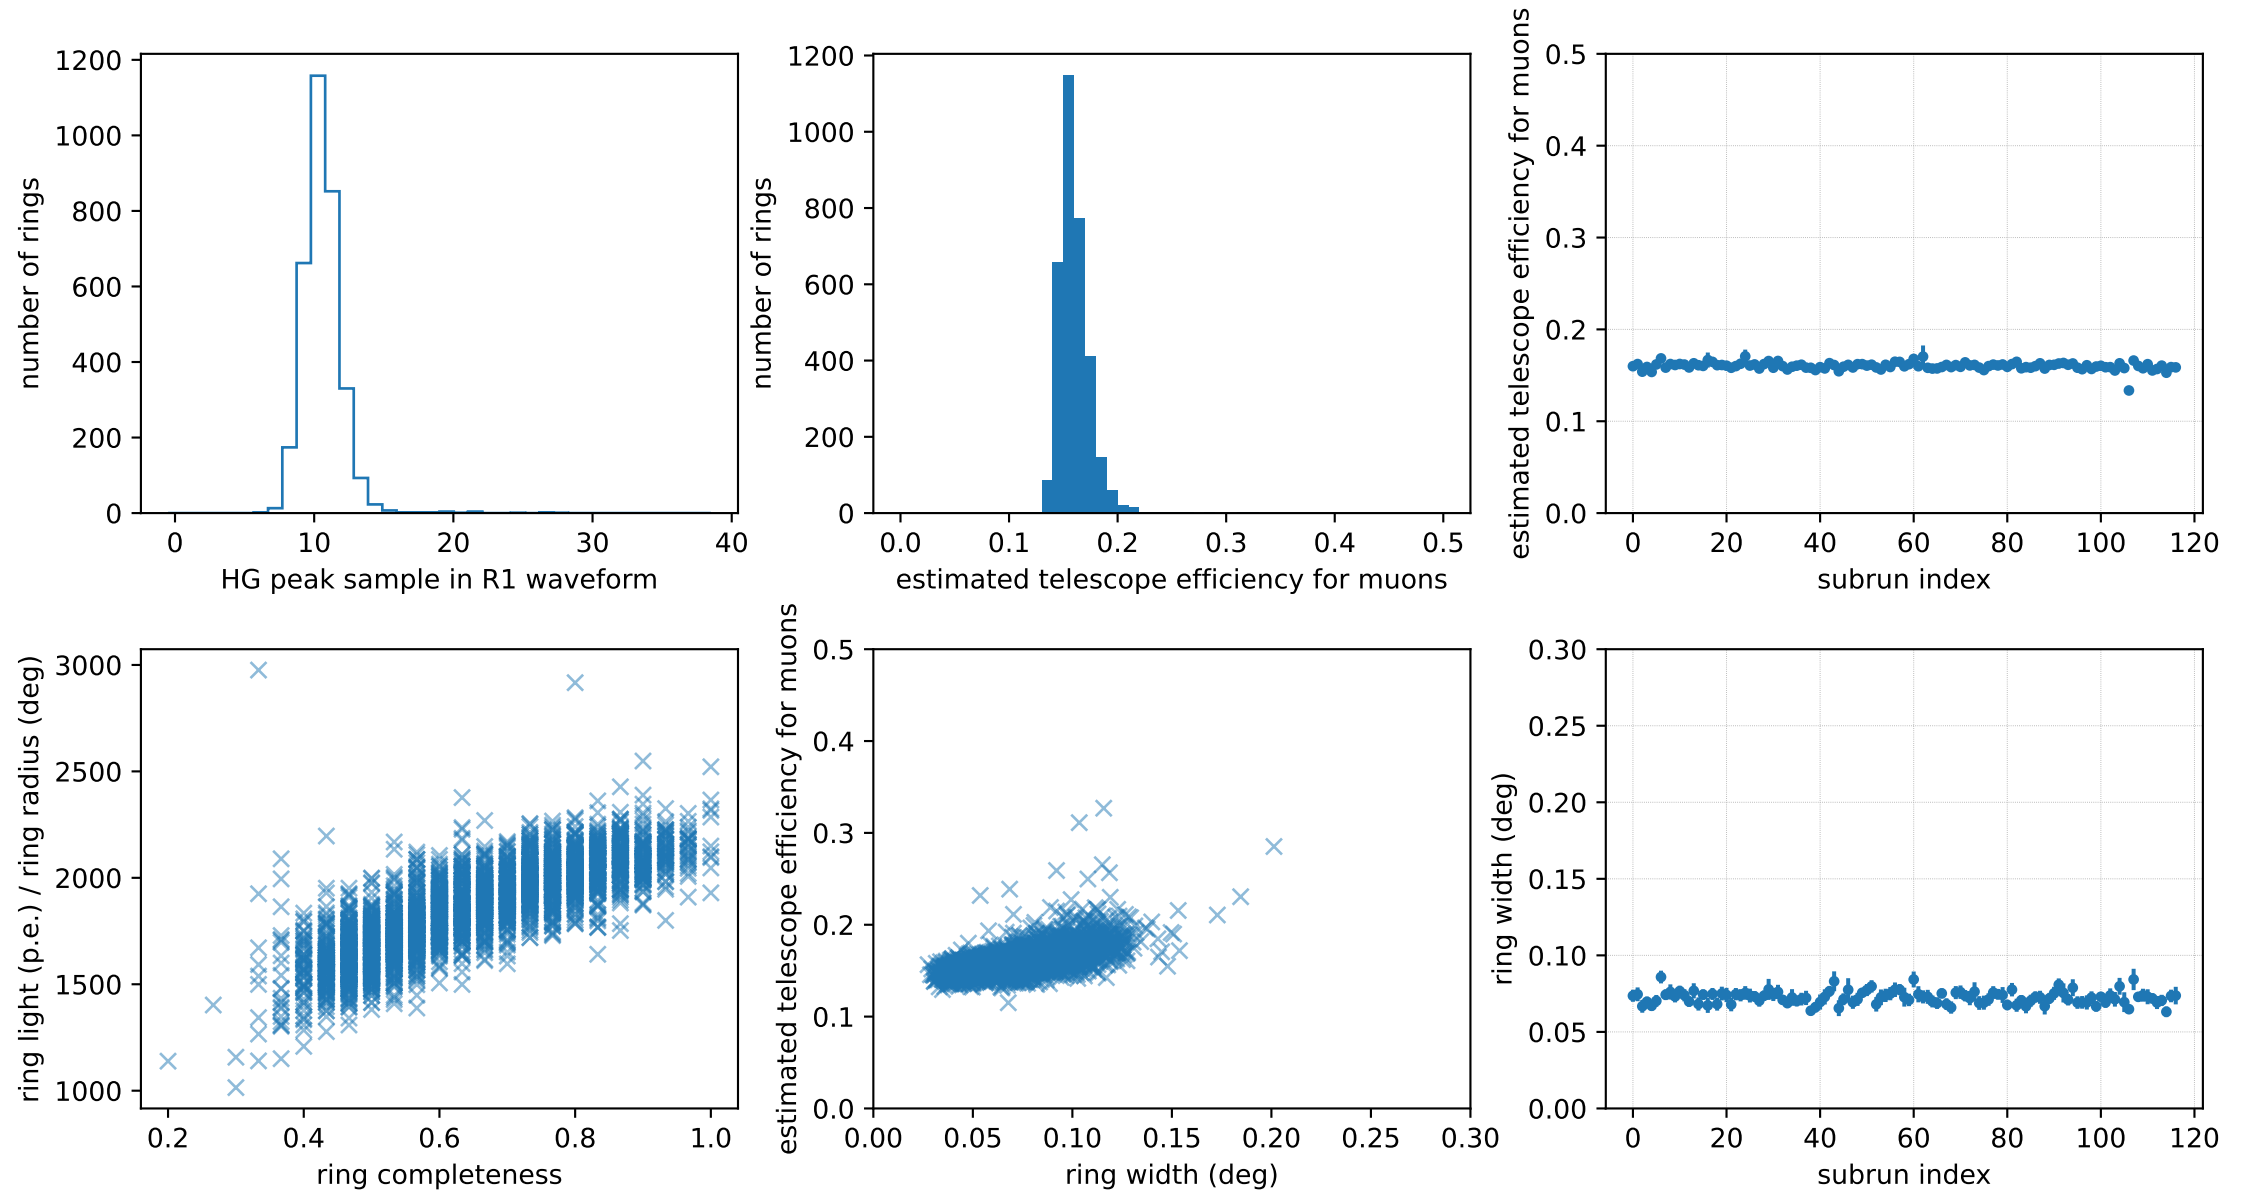 1200
1000
800
600
400
200
0
number of rings
0 10 20 30 40
HG peak sample in R1 waveform
1200
1000
800
600
400
200
0
number of rings
0.0 0.1 0.2 0.3 0.4 0.5
estimated telescope efficiency for muons
0.5
0.4
0.3
0.2
0.1
0.0
estimated telescope efficiency for muons
0 20 40 60 80 100 120
subrun index
3000
2500
2000
1500
1000
ring light (p.e.) / ring radius (deg)
0.2 0.4 0.6 0.8 1.0
ring completeness
0.5
0.4
0.3
0.2
0.1
0.0
estimated telescope efficiency for muons
0.00 0.05 0.10 0.15 0.20 0.25 0.30
ring width (deg)
0.30
0.25
0.20
0.15
0.10
0.05
0.00
ring width (deg)
0 20 40 60 80 100 120
subrun index